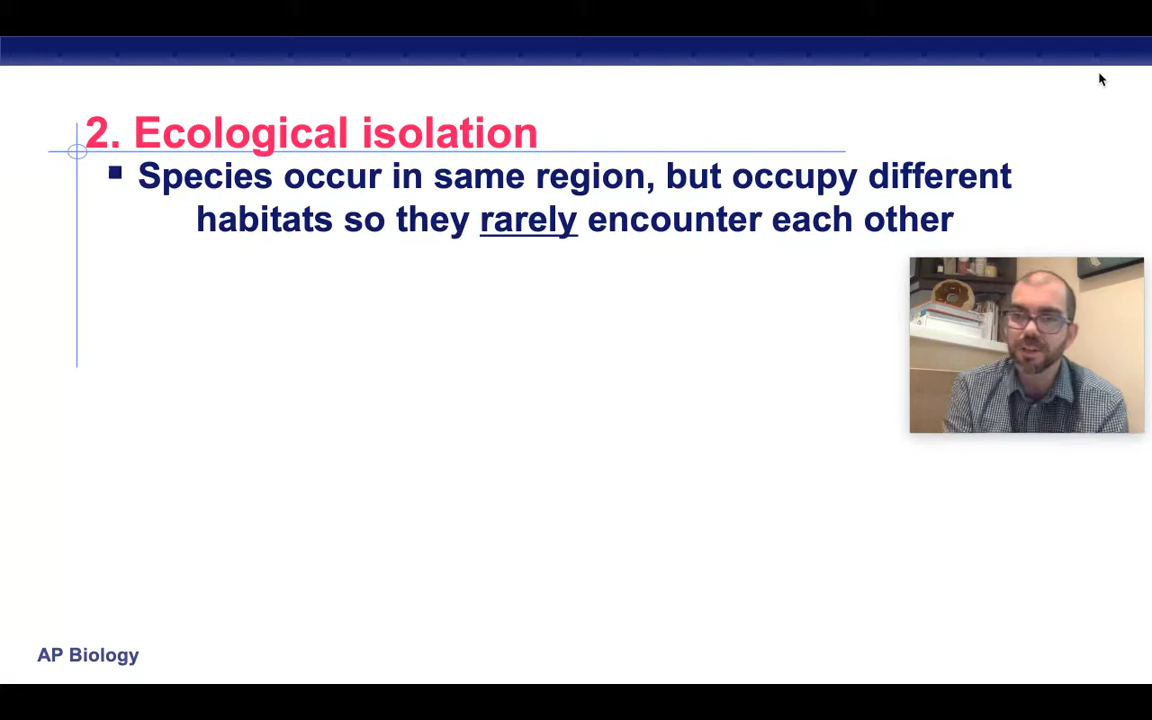 2. Ecological isolation
▪ Species occur in same region, but occupy different
habitats so they rarely encounter each other
AP Biology